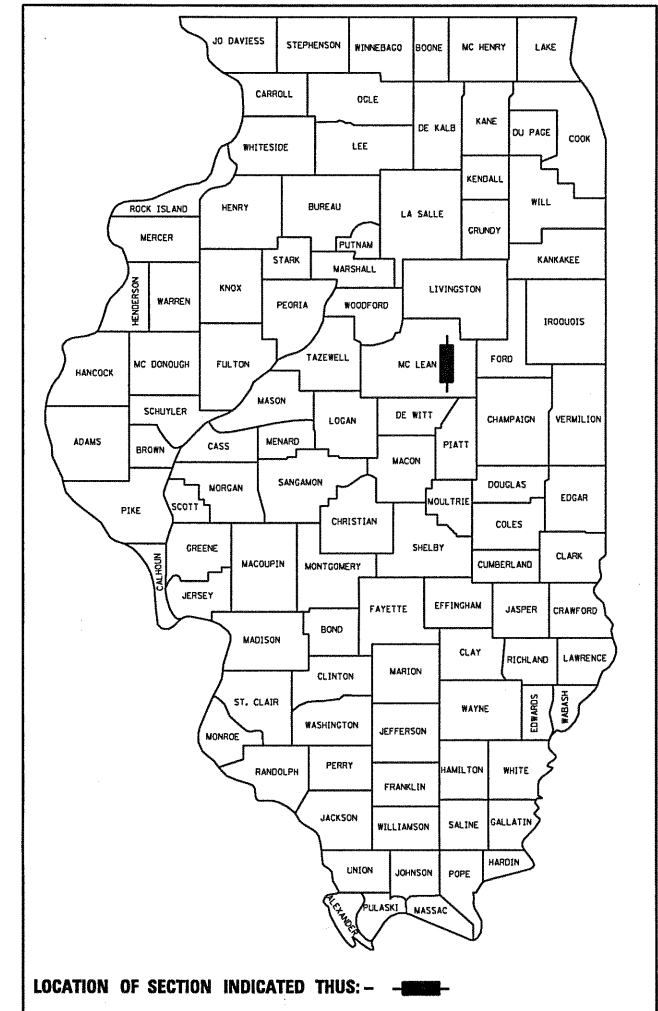 JO DAVIESS
STEPHENSON
WINNEBAGO
BOONE
MC HENRY
LAKE
CARROLL
OGLE
DE KALB
KANE
DU PAGE
COOK
WHITESIDE
LEE
KENDALL
WILL
ROCK ISLAND
HENRY
BUREAU
LA SALLE
GRUNDY
MERCER
PUTNAM
STARK
MARSHALL
KANKAKEE
HENDERSON
WARREN
KNOX
PEORIA
WOODFORD
LIVINGSTON
IROQUOIS
HANCOCK
MC DONOUGH
FULTON
TAZEWELL
MC LEAN
FORD
SCHUYLER
MASON
LOGAN
DE WITT
CHAMPAIGN
VERMILION
ADAMS
BROWN
CASS
MENARD
MACON
PIATT
PIKE
SCOTT
MORGAN
SANGAMON
CHRISTIAN
MOULTRIE
DOUGLAS
EDGAR
COLES
CALHOUN
GREENE
MACOUPIN
MONTGOMERY
SHELBY
CUMBERLAND
CLARK
JERSEY
FAYETTE
EFFINGHAM
JASPER
CRAWFORD
MADISON
BOND
CLINTON
MARION
CLAY
RICHLAND
LAWRENCE
ST. CLAIR
WASHINGTON
JEFFERSON
WAYNE
EDWARDS
WABASH
MONROE
RANDOLPH
PERRY
FRANKLIN
HAMILTON
WHITE
JACKSON
WILLIAMSON
SALINE
GALLATIN
UNION
JOHNSON
POPE
HARDIN
ALEXANDER
PULASKI
MASSAC
LOCATION OF SECTION INDICATED THUS: -